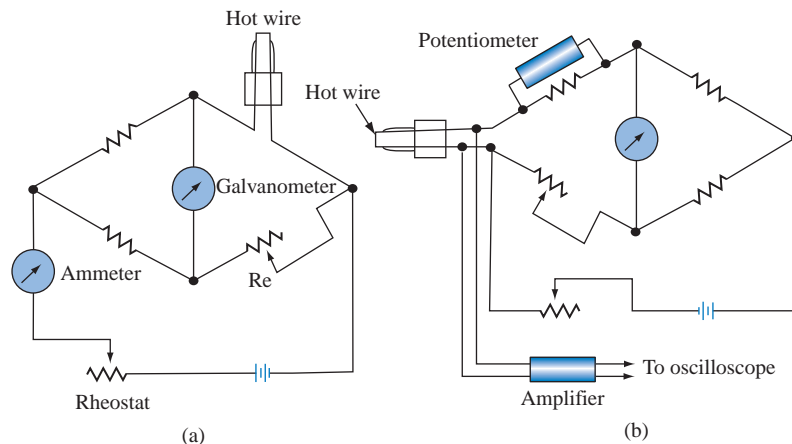 Hot wire
Galvanometer
Ammeter
Re
Rheostat
(a)
Potentiometer
Hot wire
To oscilloscope
Amplifier
(b)